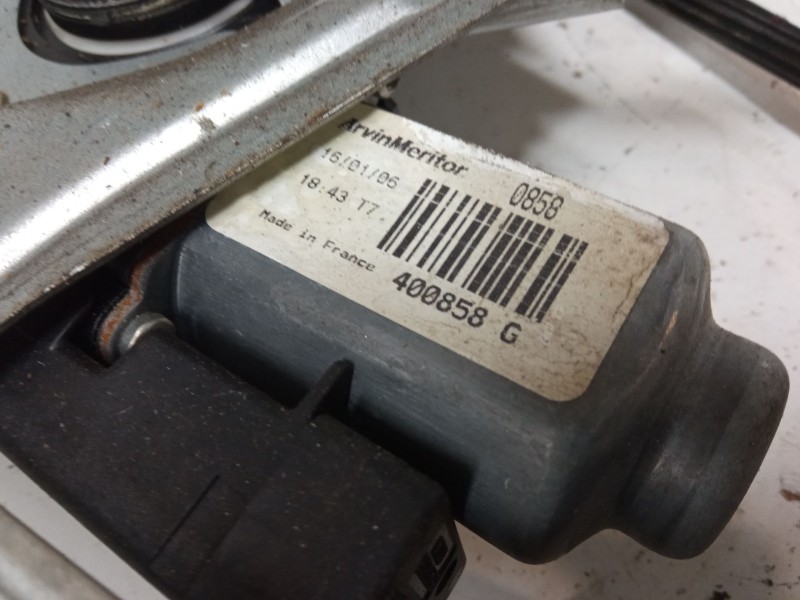 ArvinMeritor
16/01/06
0858
18:43 T7
Made in France
400858 G